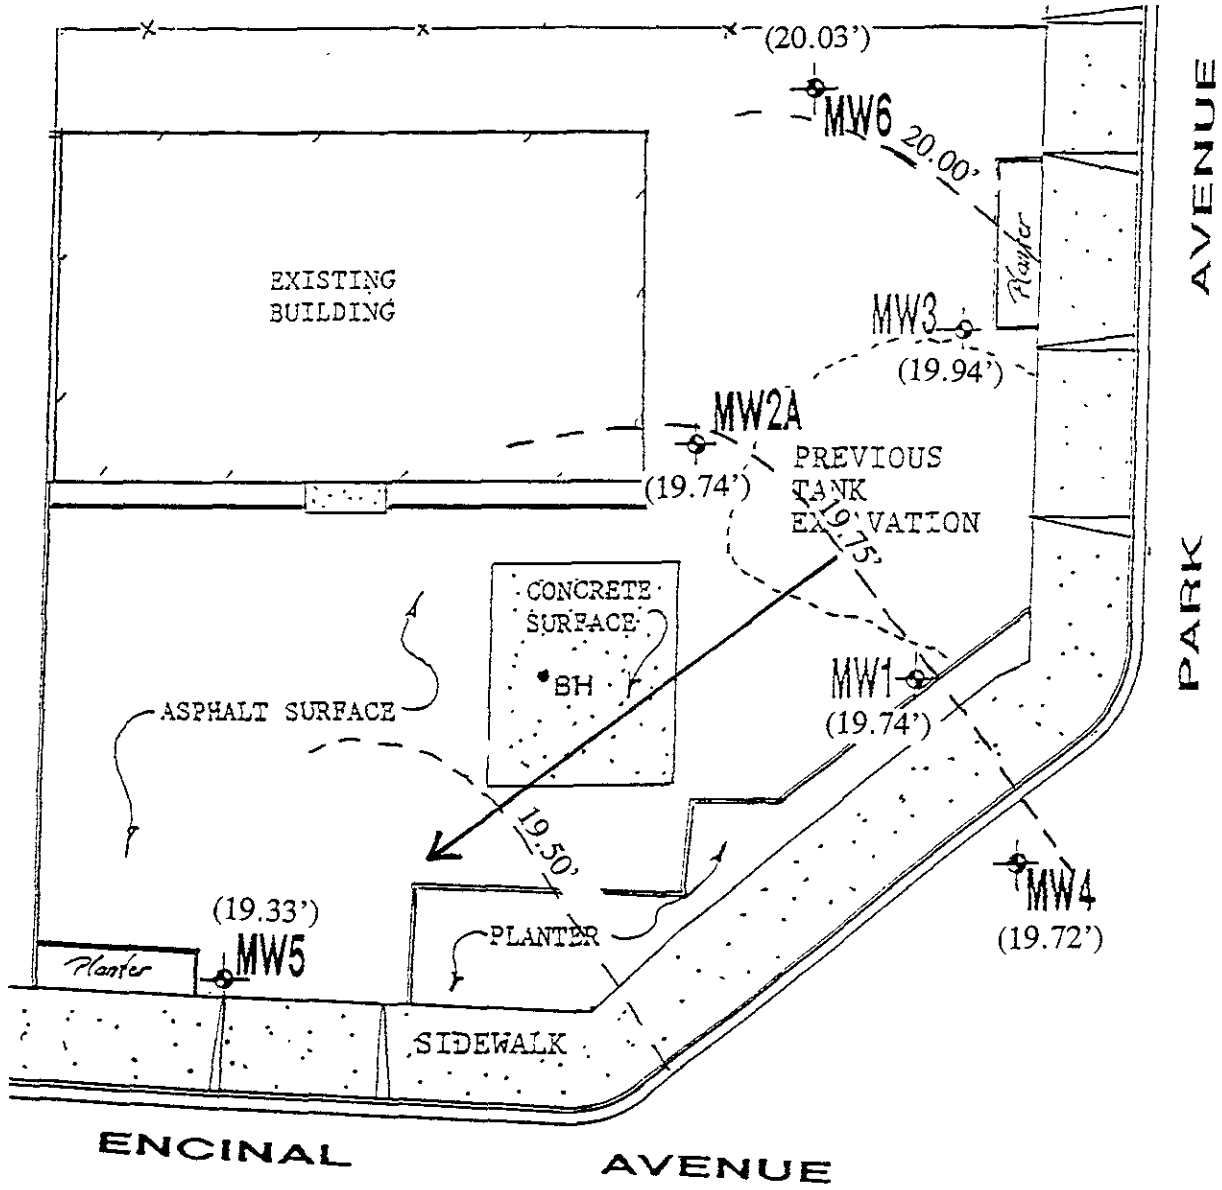 (20.03')
MW6
20.00'
AVENUE
EXISTING
BUILDING
Planter
MW3
(19.94')
MW2A
(19.74')
PREVIOUS
TANK
EXCAVATION
19.75'
PARK
CONCRETE
SURFACE
BH
MW1
(19.74')
ASPHALT SURFACE
19.50'
MW4
(19.72')
(19.33')
MW5
Planter
PLANTER
SIDEWALK
ENCINAL AVENUE